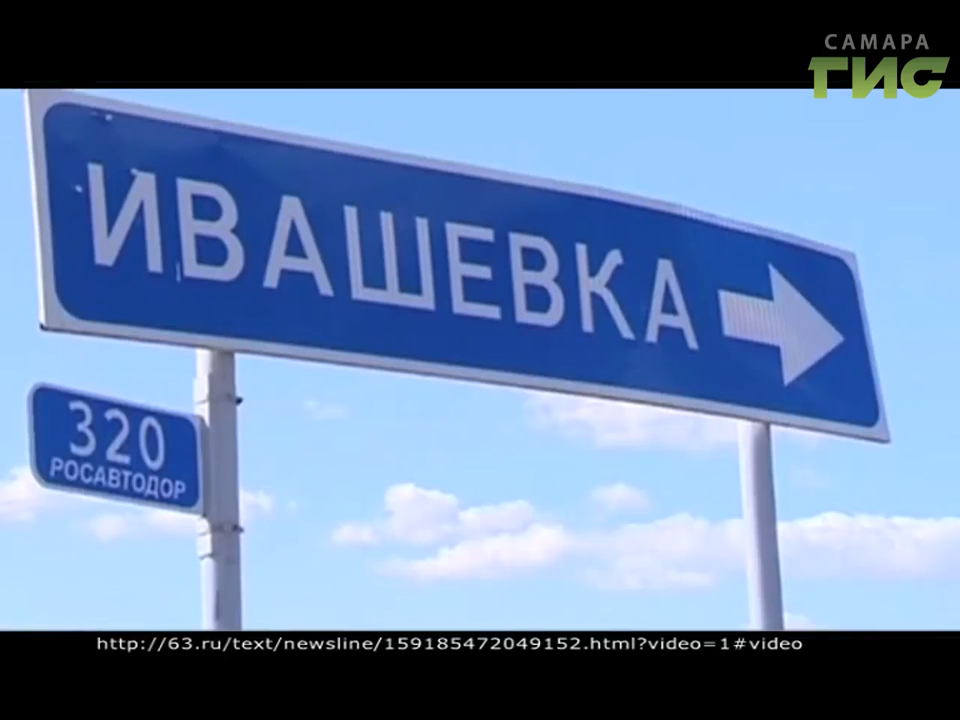 САМАРА
ГИС
ИВАШЕВКА
320
РОСАВТОДОР
http://63.ru/text/newsline/159185472049152.html?video=1#video